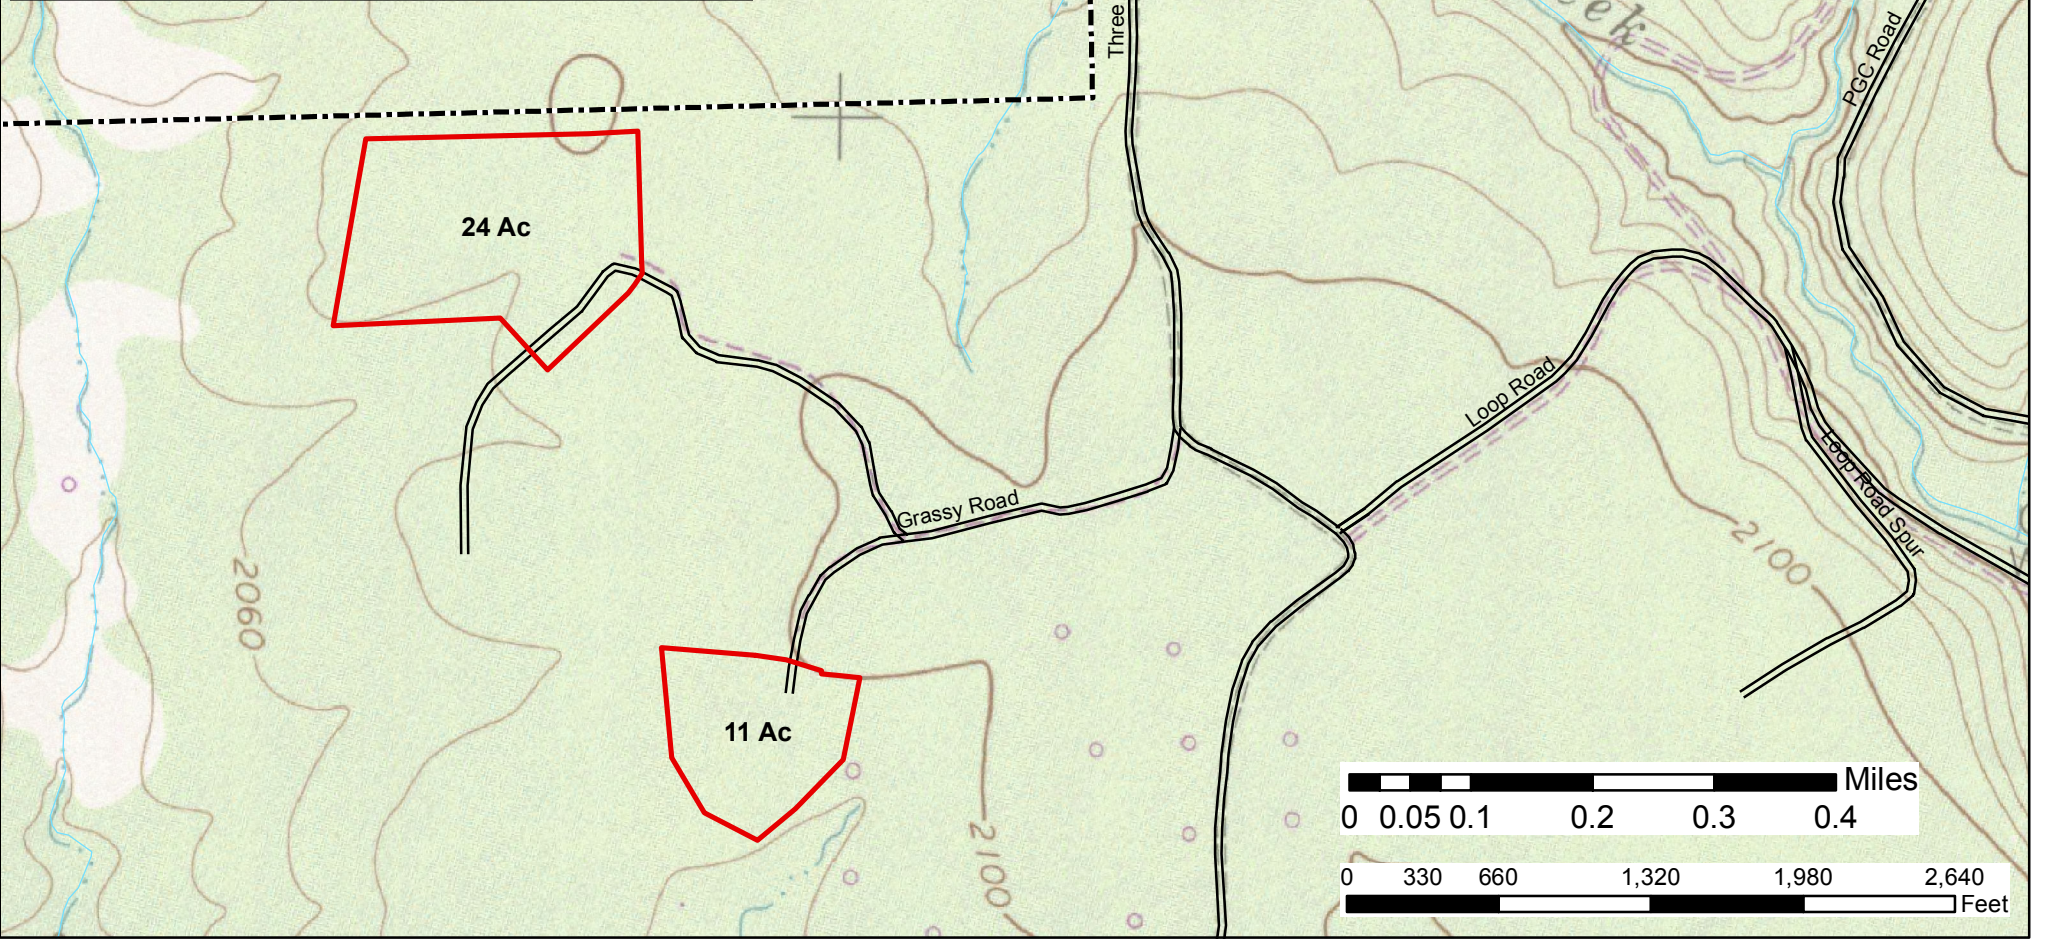 Three
eek
PGC Road
24 Ac
Loop Road
Loop Road Spur
Grassy Road
2100
2060
11 Ac
2100
Miles
0 0.05 0.1 0.2 0.3 0.4
0 330 660 1,320 1,980 2,640
Feet